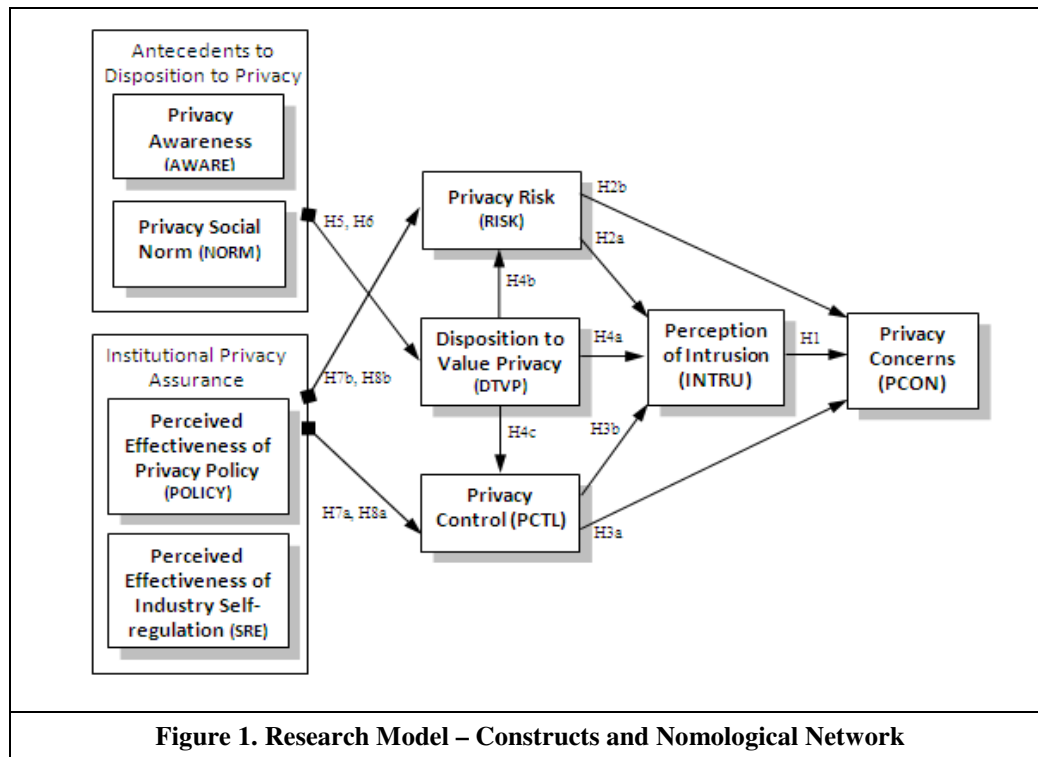 Antecedents to
Disposition to Privacy
Privacy
Awareness
(AWARE)
Privacy Social
Norm (NORM)
Institutional Privacy
Assurance
Perceived
Effectiveness of
Privacy Policy
(POLICY)
Perceived
Effectiveness of
Industry Self-
regulation (SRE)
H5, H6
H7b, H8b
H7a, H8a
Privacy Risk
(RISK)
H4b
Disposition to
Value Privacy
(DTVP)
H4c
Privacy
Control (PCTL)
H2b
H2a
H4a
H3b
H3a
Perception
of Intrusion
(INTRU)
H1
Privacy
Concerns
(PCON)
Figure 1. Research Model – Constructs and Nomological Network